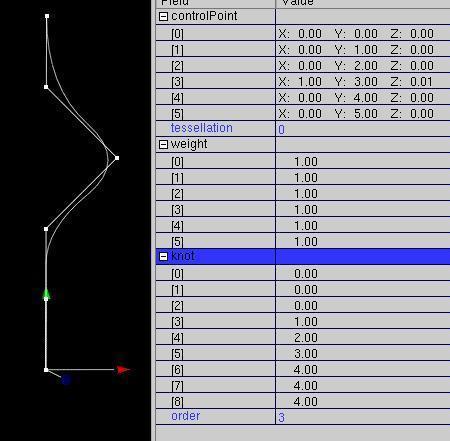 Field Value
controlPoint
[0] X: 0.00 Y: 0.00 Z: 0.00
[1] X: 0.00 Y: 1.00 Z: 0.00
[2] X: 0.00 Y: 2.00 Z: 0.00
[3] X: 1.00 Y: 3.00 Z: 0.01
[4] X: 0.00 Y: 4.00 Z: 0.00
[5] X: 0.00 Y: 5.00 Z: 0.00
tessellation 0
weight
[0] 1.00
[1] 1.00
[2] 1.00
[3] 1.00
[4] 1.00
[5] 1.00
knot
[0] 0.00
[1] 0.00
[2] 0.00
[3] 1.00
[4] 2.00
[5] 3.00
[6] 4.00
[7] 4.00
[8] 4.00
order 3